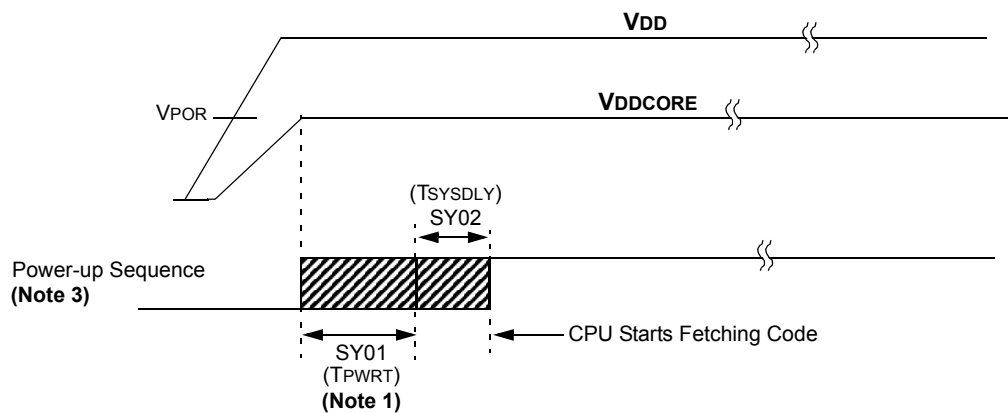 VDD
VPOR
VDDCORE
(TSYSDLY)
SY02
Power-up Sequence
(Note 3)
CPU Starts Fetching Code
SY01
(TPWRT)
(Note 1)